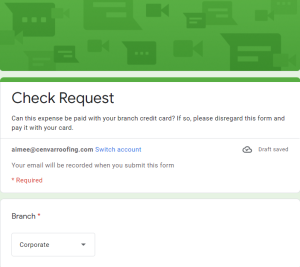 Check Request
Can this expense be paid with your branch credit card? If so, please disregard this form and
pay it with your card.
aimee@cenvarroofing.com Switch account
Draft saved
Your email will be recorded when you submit this form
* Required
Branch *
Corporate